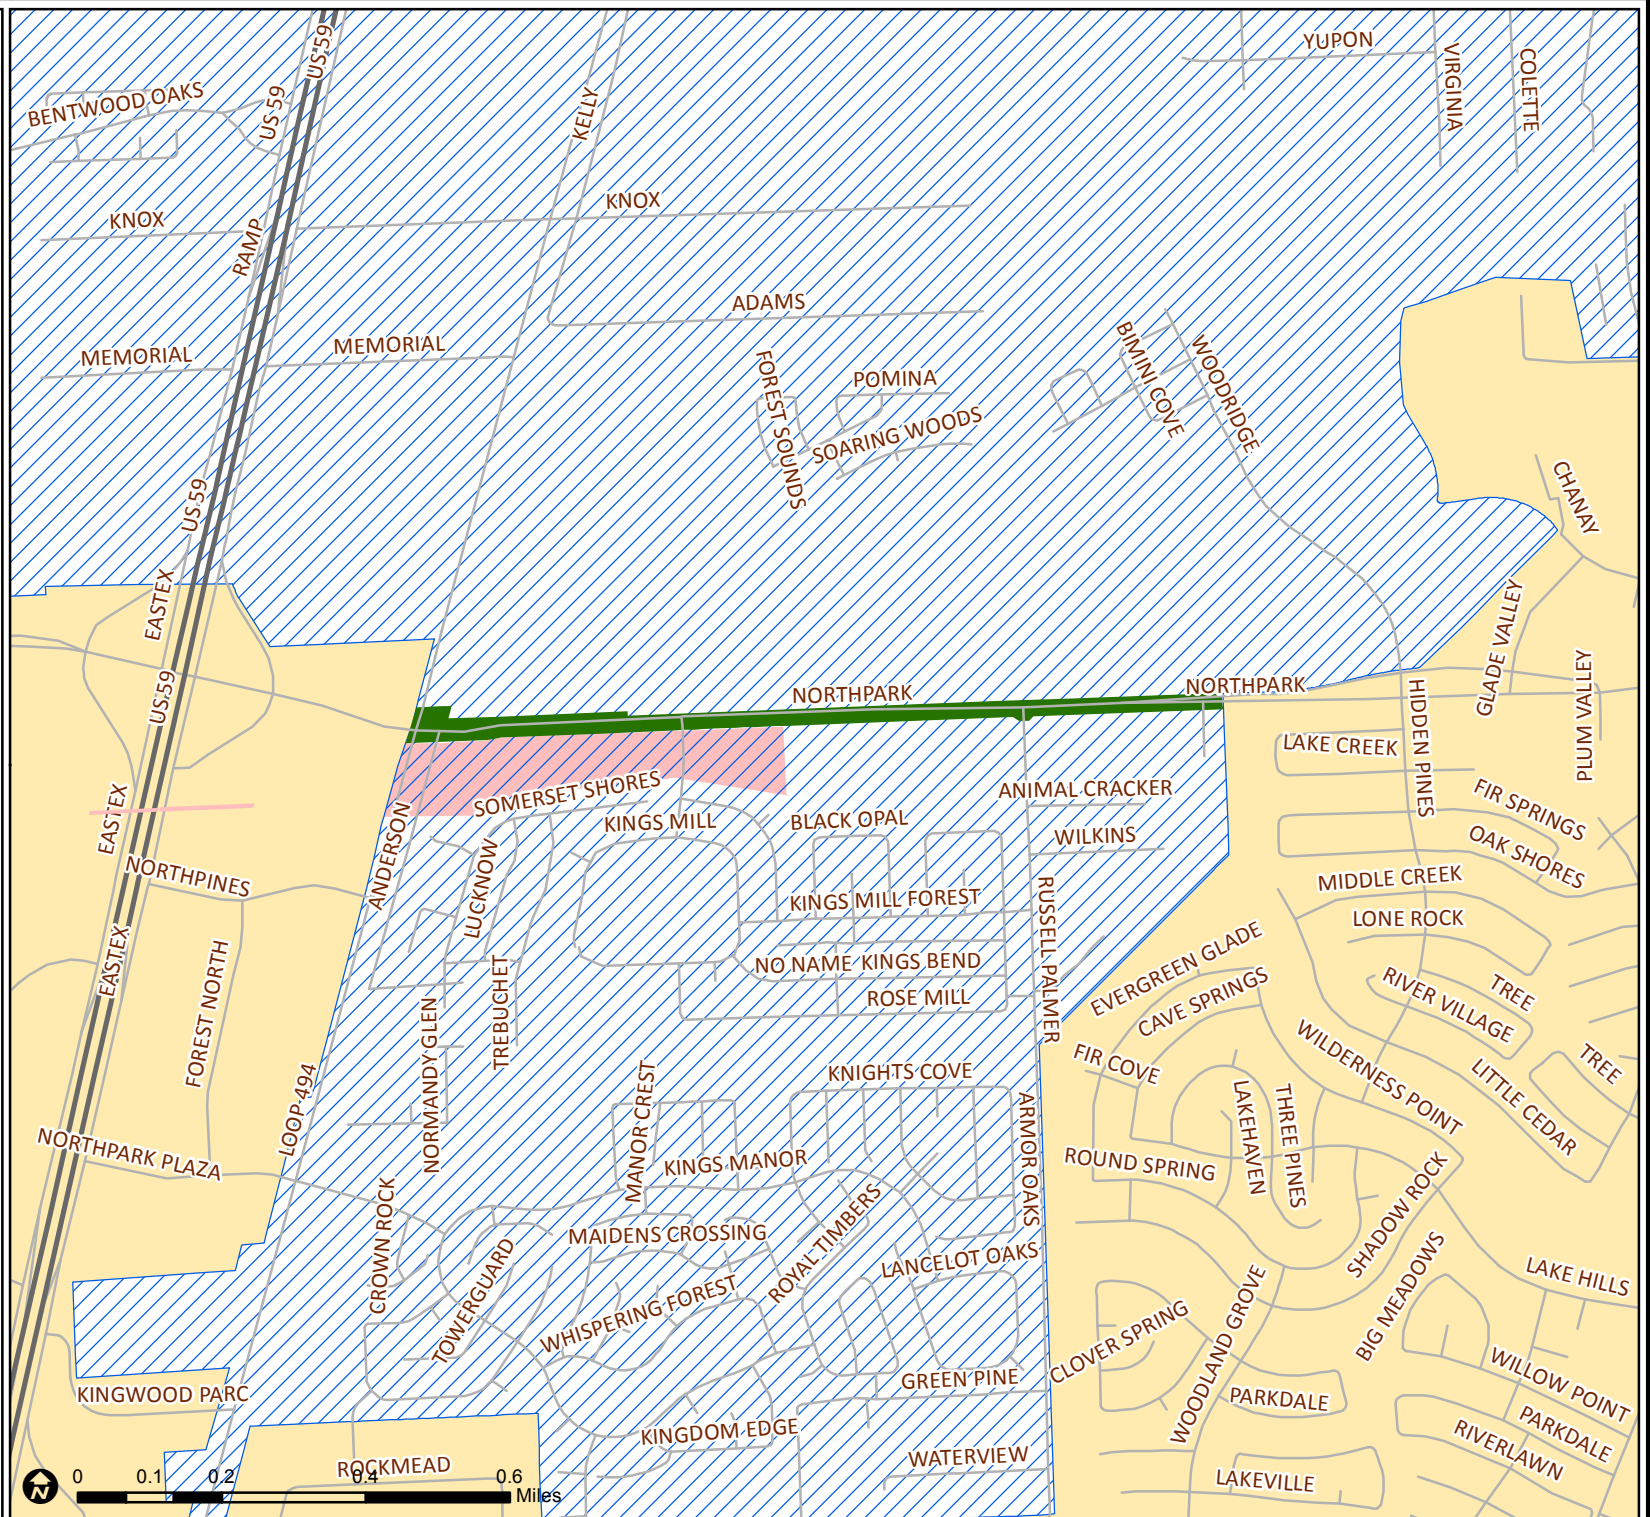 YUPON
US 59
VIRGINIA
COLETTE
BENTWOOD OAKS
US 59
KELLY
KNOX
KNOX
RAMP
ADAMS
MEMORIAL
MEMORIAL
BIMINI COVE
WOODRIDGE
FOREST SOUNDS
POMINA
SOARING WOODS
US 59
CHANAY
EASTEX
GLADE VALLEY
US 59
NORTHPARK
NORTHPARK
HIDDEN PINES
PLUM VALLEY
LAKE CREEK
EASTEX
SOMERSET SHORES
ANIMAL CRACKER
FIR SPRINGS
KINGS MILL
BLACK OPAL
WILKINS
OAK SHORES
ANDERSON
NORTHPINES
LUCKNOW
MIDDLE CREEK
KINGS MILL FOREST
LONE ROCK
RUSSELL PALMER
EASTEX
FOREST NORTH
NO NAME
KINGS BEND
EVERGREEN GLADE
TREE
ROSE MILL
CAVE SPRINGS
RIVER VILLAGE
TREBUCHET
NORMANDY GLEN
WILDERNESS POINT
FIR COVE
KNIGHTS COVE
TREE
LITTLE CEDAR
LOOP 494
MANOR CREST
ARMOR OAKS
LAKEHAVEN
THREE PINES
NORTHPARK PLAZA
KINGS MANOR
ROUND SPRING
SHADOW ROCK
CROWN ROCK
MAIDENS CROSSING
ROYAL TIMBERS
LANCELOT OAKS
TOWERGUARD
BIG MEADOWS
LAKE HILLS
WHISPERING FOREST
WOODLAND GROVE
CLOVER SPRING
KINGWOOD PARC
GREEN PINE
WILLOW POINT
PARKDALE
PARKDALE
KINGDOM EDGE
RIVERLAWN
WATERVIEW
ROCKMEAD
LAKEVILLE
N
0 0.1 0.2 0.4 0.6
Miles